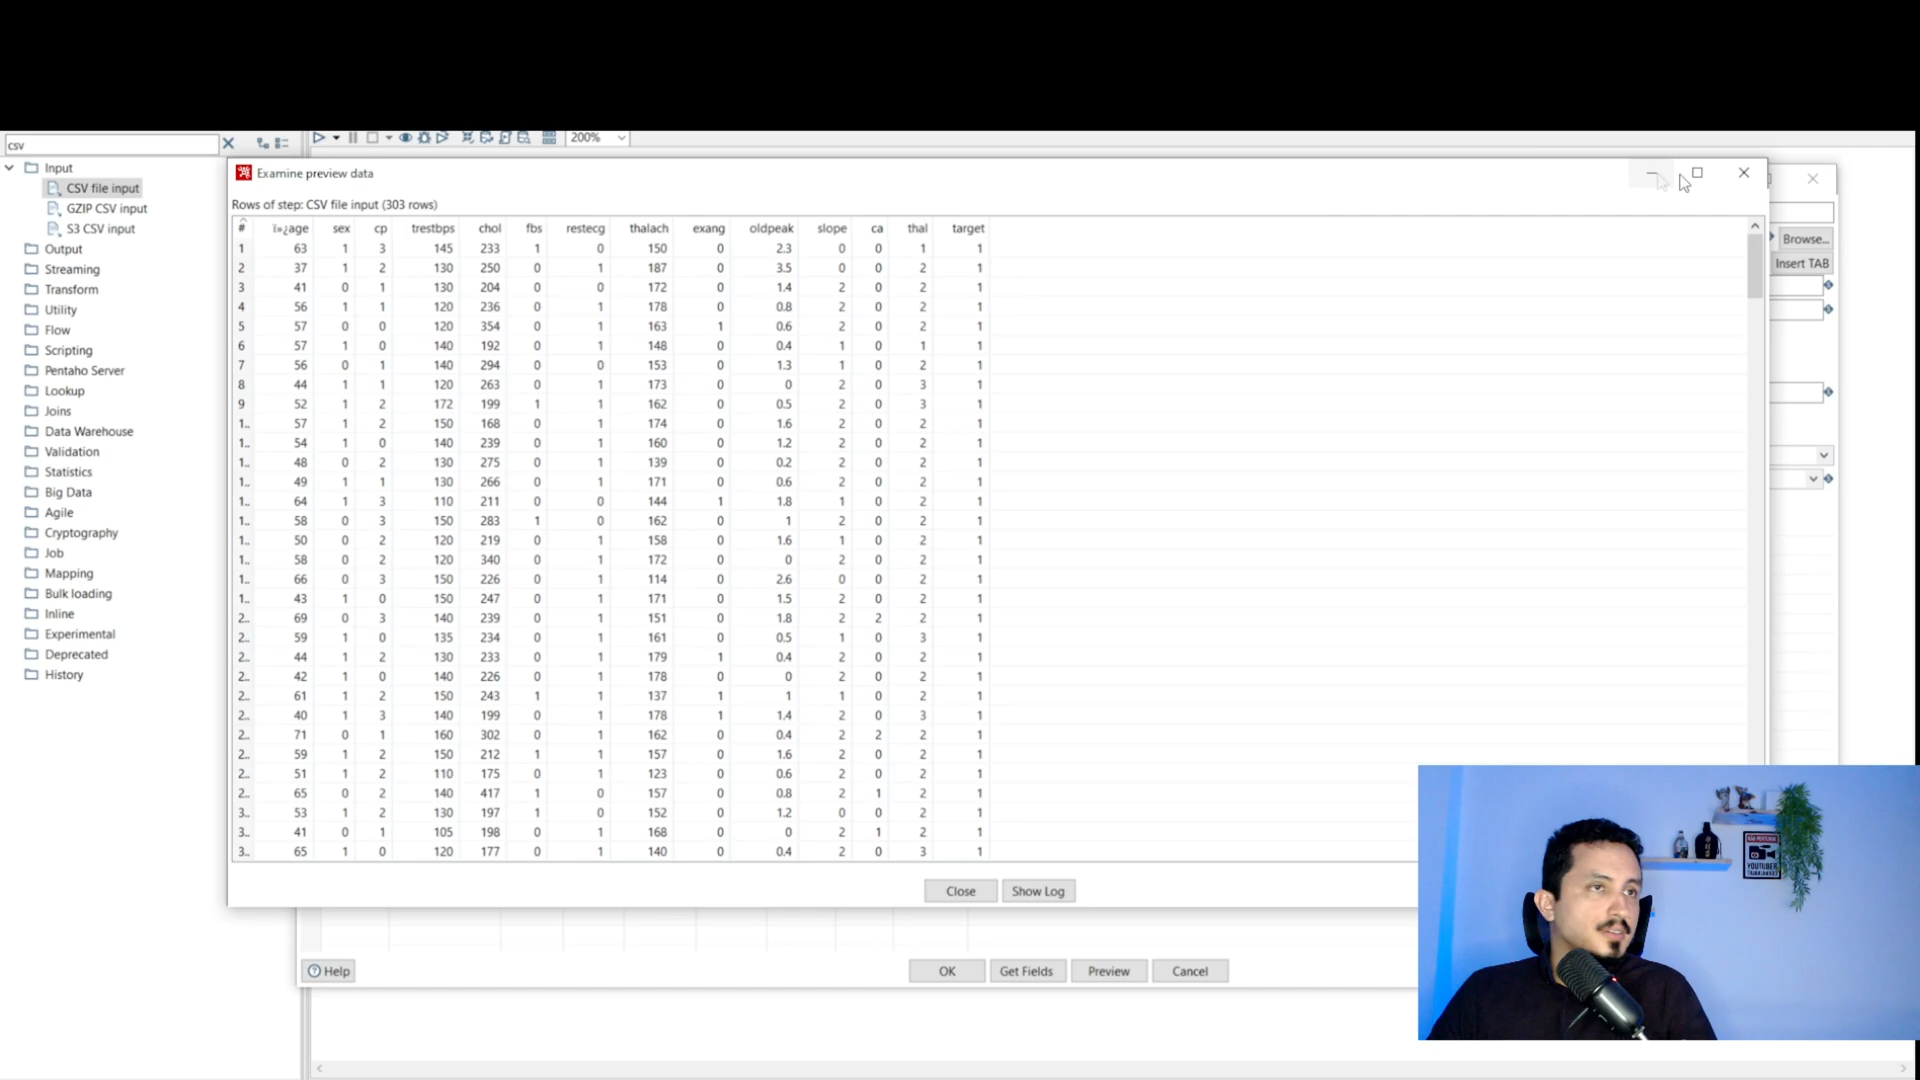 csv
200%
Input
CSV file input
GZIP CSV input
S3 CSV input
Output
Streaming
Transform
Utility
Flow
Scripting
Pentaho Server
Lookup
Joins
Data Warehouse
Validation
Statistics
Big Data
Agile
Cryptography
Job
Mapping
Bulk loading
Inline
Experimental
Deprecated
History
Examine preview data
Rows of step: CSV file input (303 rows)
# ï»¿age sex cp trestbps chol fbs restecg thalach exang oldpeak slope ca thal target
1 63 1 3 145 233 1 0 150 0 2.3 0 0 1 1
2 37 1 2 130 250 0 1 187 0 3.5 0 0 2 1
3 41 0 1 130 204 0 0 172 0 1.4 2 0 2 1
4 56 1 1 120 236 0 1 178 0 0.8 2 0 2 1
5 57 0 0 120 354 0 1 163 1 0.6 2 0 2 1
6 57 1 0 140 192 0 1 148 0 0.4 1 0 1 1
7 56 0 1 140 294 0 0 153 0 1.3 1 0 2 1
8 44 1 1 120 263 0 1 173 0 0 2 0 3 1
9 52 1 2 172 199 1 1 162 0 0.5 2 0 3 1
1.. 57 1 2 150 168 0 1 174 0 1.6 2 0 2 1
1.. 54 1 0 140 239 0 1 160 0 1.2 2 0 2 1
1.. 48 0 2 130 275 0 1 139 0 0.2 2 0 2 1
1.. 49 1 1 130 266 0 1 171 0 0.6 2 0 2 1
1.. 64 1 3 110 211 0 0 144 1 1.8 1 0 2 1
1.. 58 0 3 150 283 1 0 162 0 1 2 0 2 1
1.. 50 0 2 120 219 0 1 158 0 1.6 1 0 2 1
1.. 58 0 2 120 340 0 1 172 0 0 2 0 2 1
1.. 66 0 3 150 226 0 1 114 0 2.6 0 0 2 1
1.. 43 1 0 150 247 0 1 171 0 1.5 2 0 2 1
2.. 69 0 3 140 239 0 1 151 0 1.8 2 2 2 1
2.. 59 1 0 135 234 0 1 161 0 0.5 1 0 3 1
2.. 44 1 2 130 233 0 1 179 1 0.4 2 0 2 1
2.. 42 1 0 140 226 0 1 178 0 0 2 0 2 1
2.. 61 1 2 150 243 1 1 137 1 1 1 0 2 1
2.. 40 1 3 140 199 0 1 178 1 1.4 2 0 3 1
2.. 71 0 1 160 302 0 1 162 0 0.4 2 2 2 1
2.. 59 1 2 150 212 1 1 157 0 1.6 2 0 2 1
2.. 51 1 2 110 175 0 1 123 0 0.6 2 0 2 1
2.. 65 0 2 140 417 1 0 157 0 0.8 2 1 2 1
3.. 53 1 2 130 197 1 0 152 0 1.2 0 0 2 1
3.. 41 0 1 105 198 0 1 168 0 0 2 1 2 1
3.. 65 1 0 120 177 0 1 140 0 0.4 2 0 3 1
Close
Show Log
Browse...
Insert TAB
Help
OK
Get Fields
Preview
Cancel
YOUTUBER